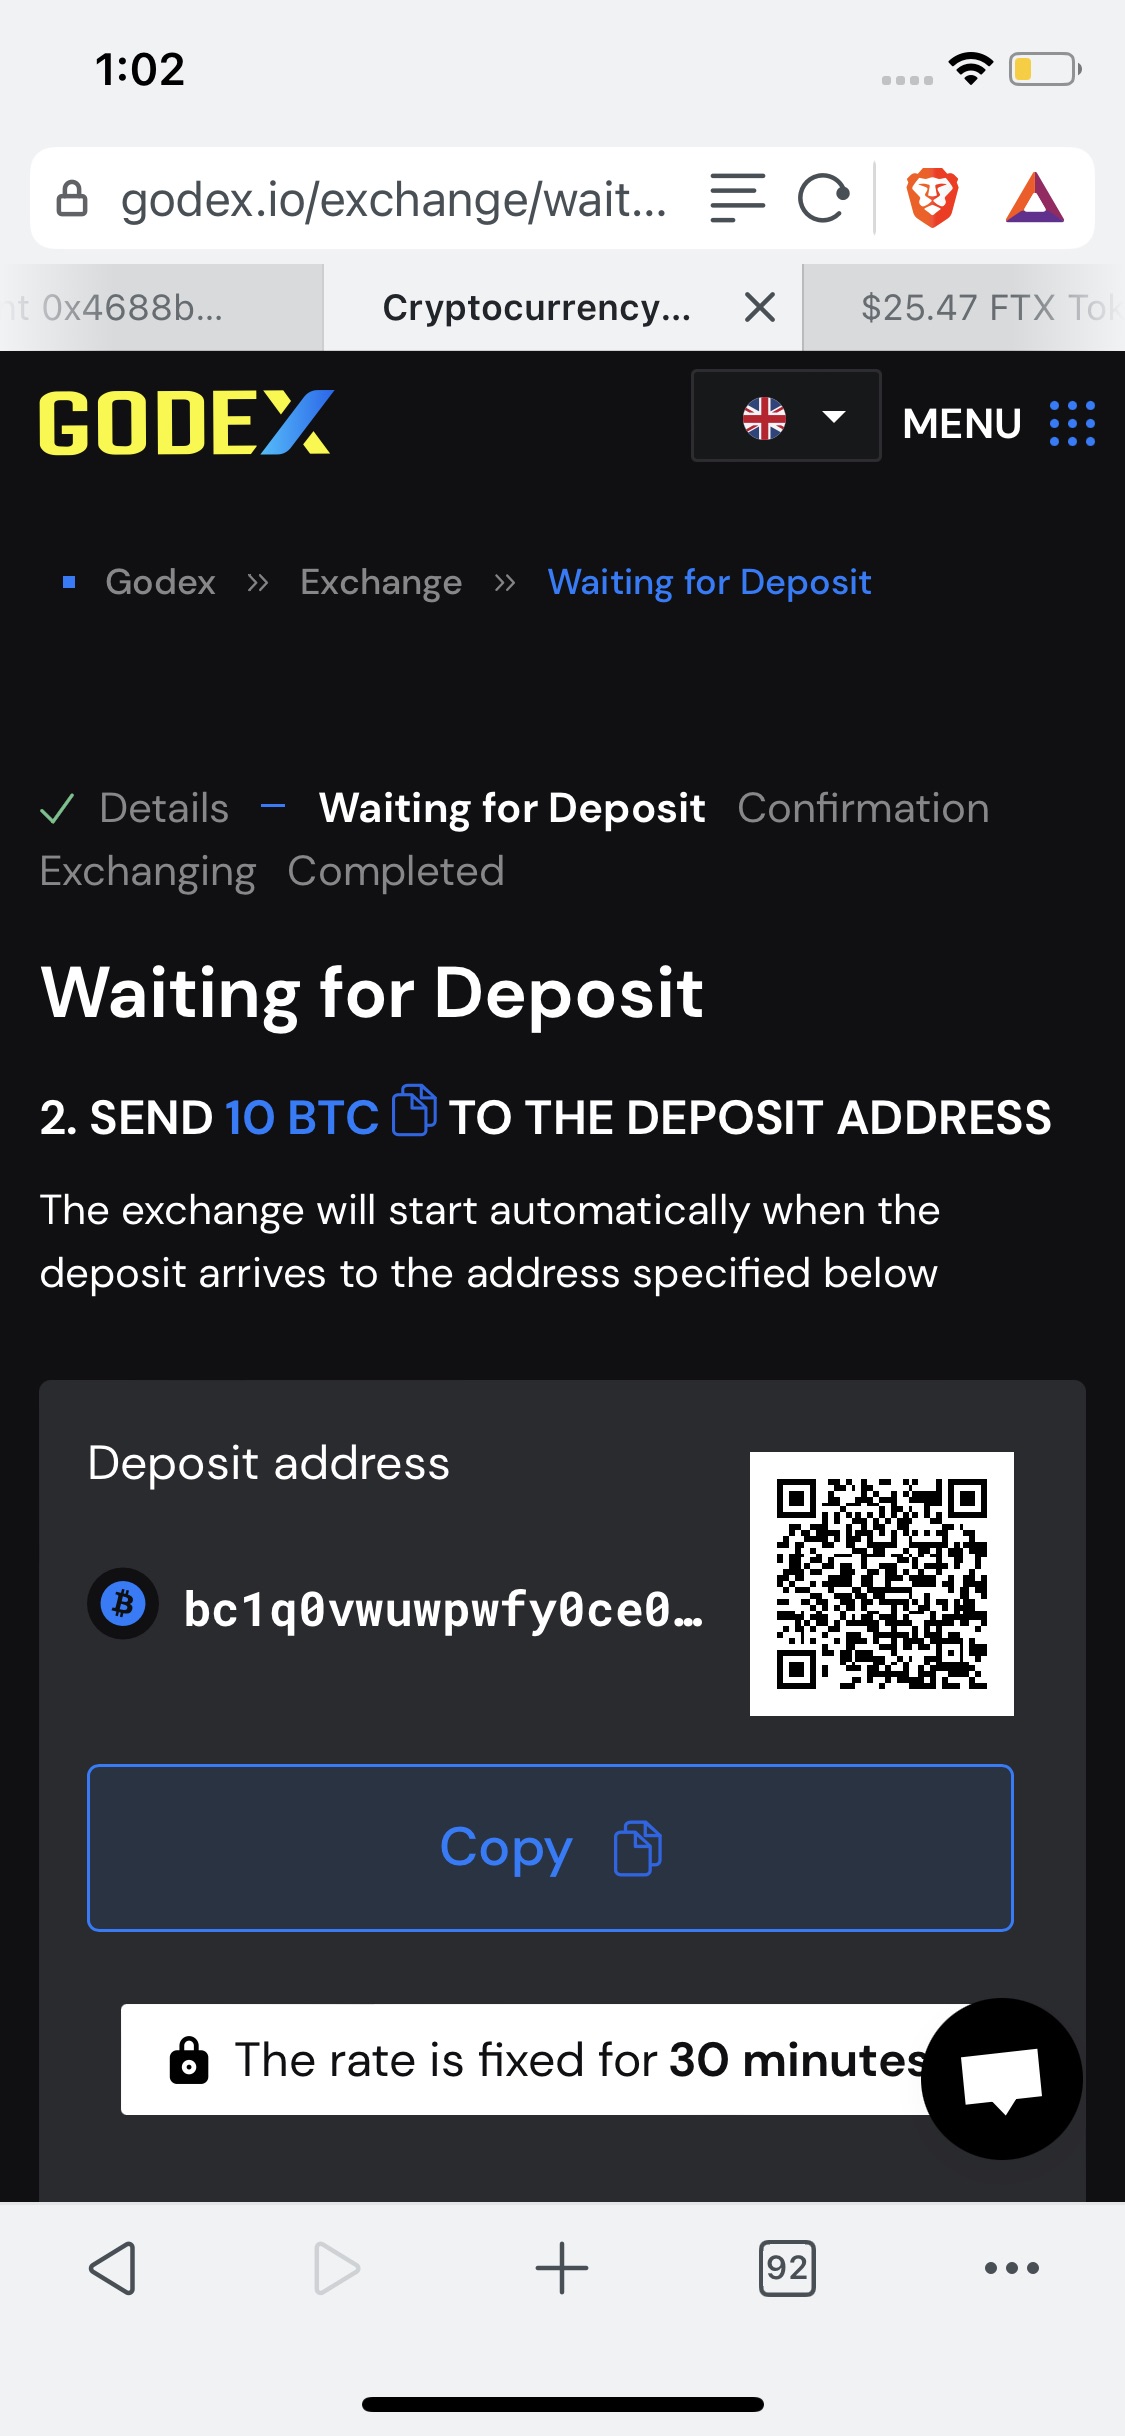 1:02
godex.io/exchange/wait...
nt 0x4688b...
Cryptocurrency...
$25.47 FTX Tok
GODEX
MENU
Godex » Exchange » Waiting for Deposit
Details – Waiting for Deposit Confirmation
Exchanging Completed
Waiting for Deposit
2. SEND 10 BTC TO THE DEPOSIT ADDRESS
The exchange will start automatically when the
deposit arrives to the address specified below
Deposit address
bc1q0vwuwpwfy0ce0…
Copy
The rate is fixed for 30 minutes
92